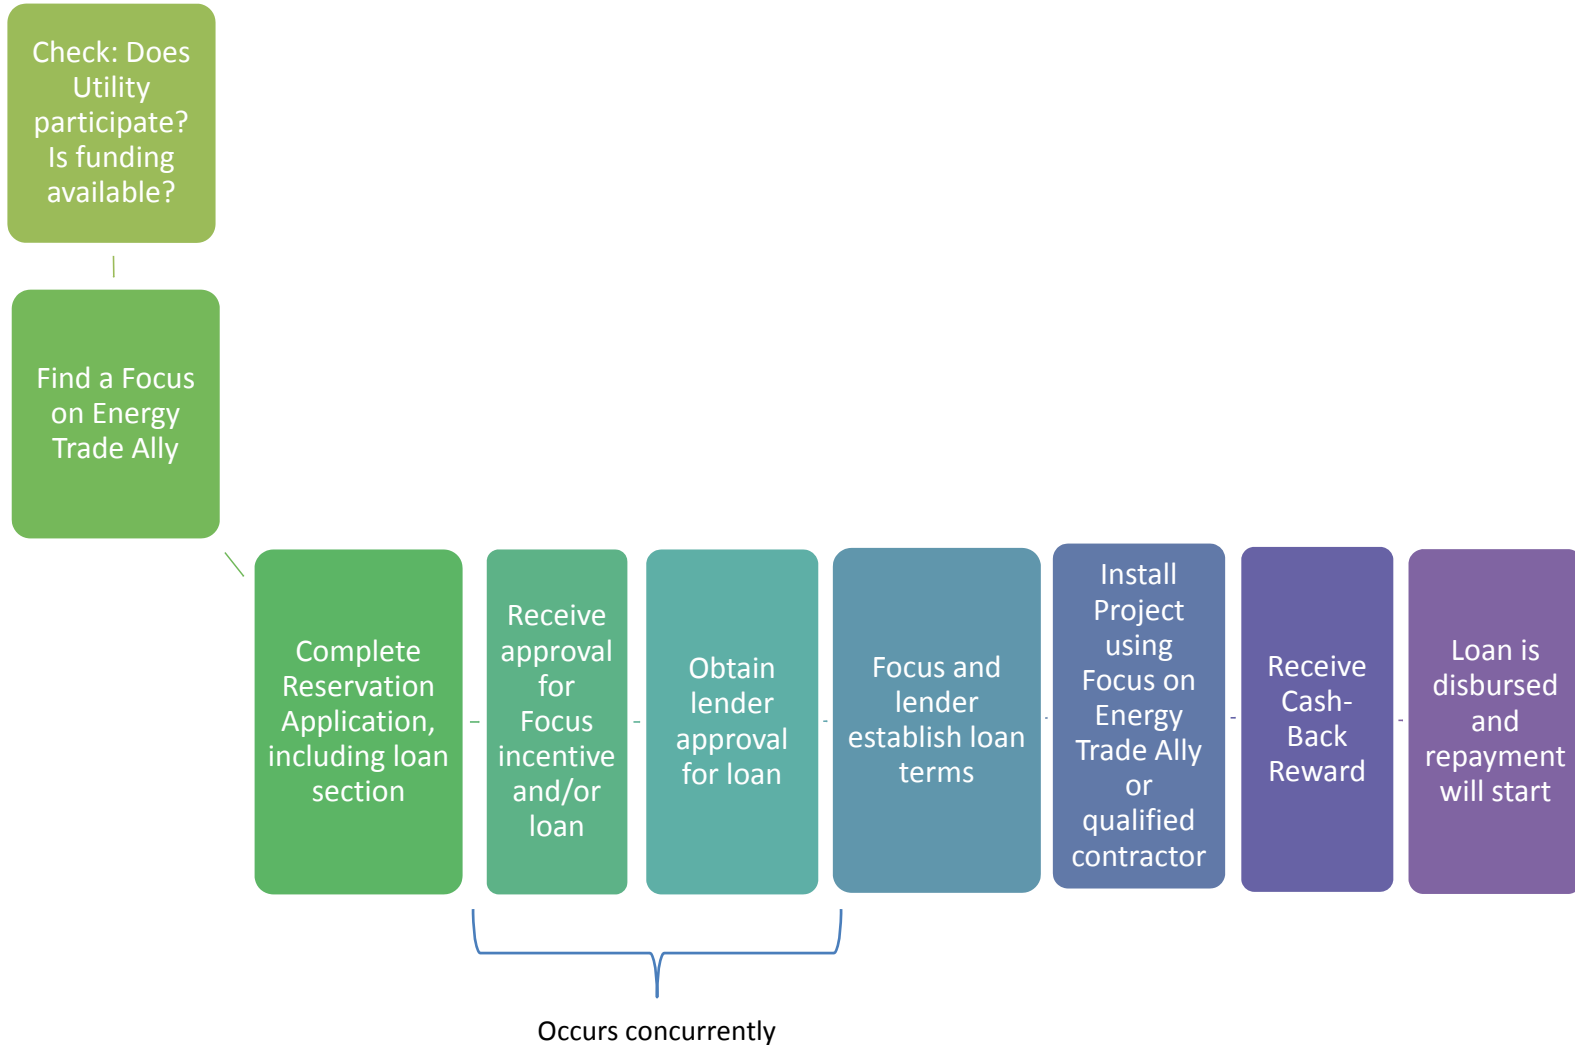 Check: Does
Utility
participate?
Is funding
available?
Find a Focus
on Energy
Trade Ally
Complete
Reservation
Application,
including loan
section
Receive
approval
for
Focus
incentive
and/or
loan
Obtain
lender
approval
for loan
Focus and
lender
establish loan
terms
Install
Project
using
Focus on
Energy
Trade Ally
or
qualified
contractor
Receive
Cash-
Back
Reward
Loan is
disbursed
and
repayment
will start
Occurs concurrently